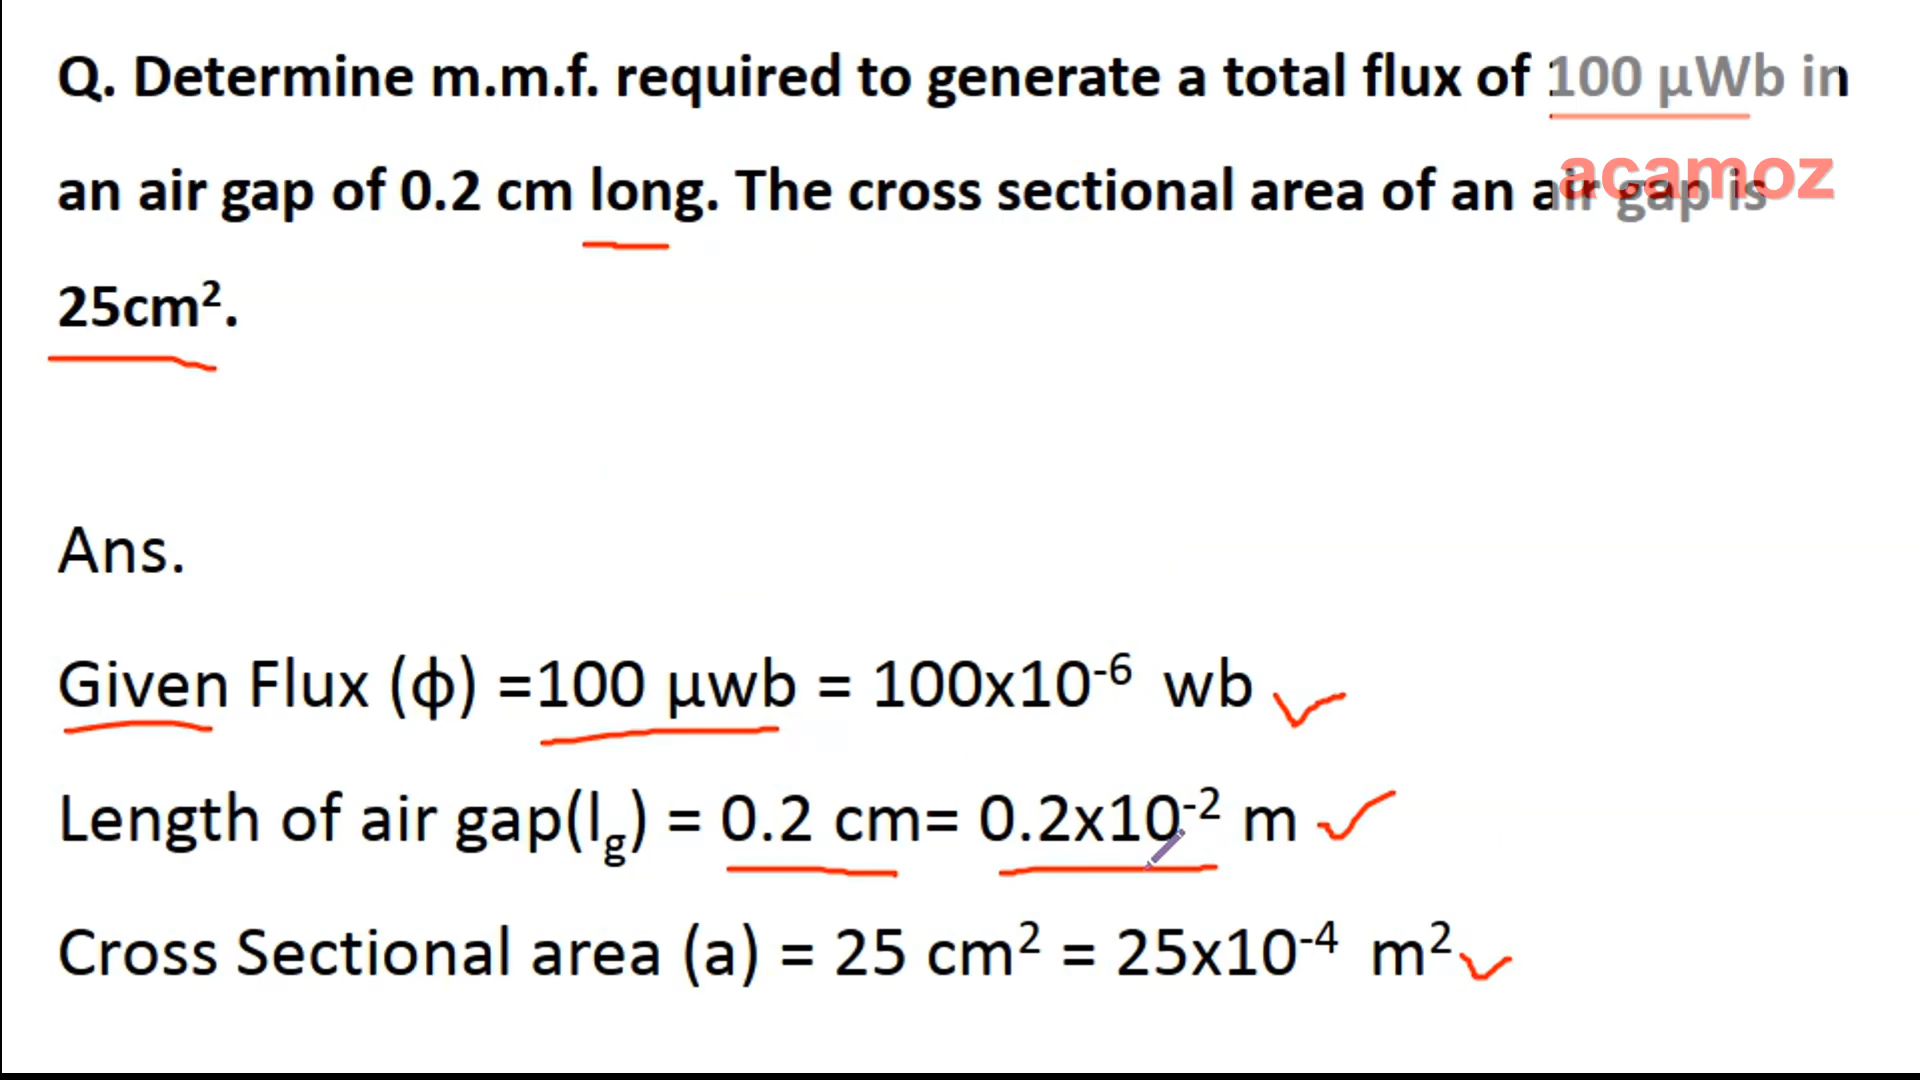 Q. Determine m.m.f. required to generate a total flux of 100 µWb in
acamoz
an air gap of 0.2 cm long. The cross sectional area of an air gap is
25cm².
Ans.
Given Flux (ф) =100 µwb = 100x10⁻⁶ wb
Length of air gap(lg) = 0.2 cm= 0.2x10⁻² m
Cross Sectional area (a) = 25 cm² = 25x10⁻⁴ m²